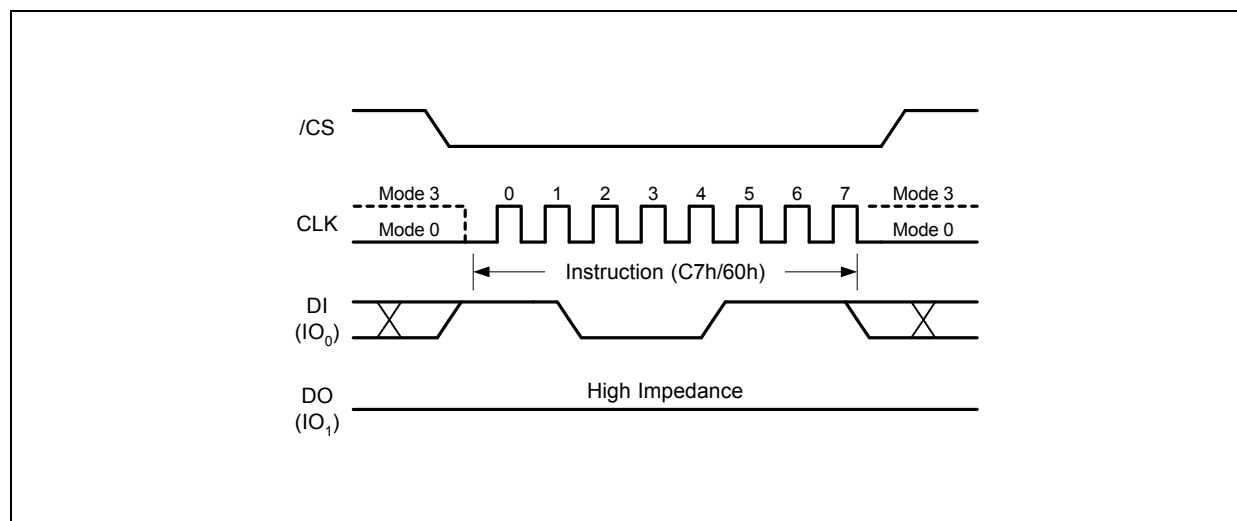 /CS
Mode 3 0 1 2 3 4 5 6 7 Mode 3
CLK
Mode 0 Mode 0
Instruction (C7h/60h)
DI
(IO0)
High Impedance
DO
(IO1)